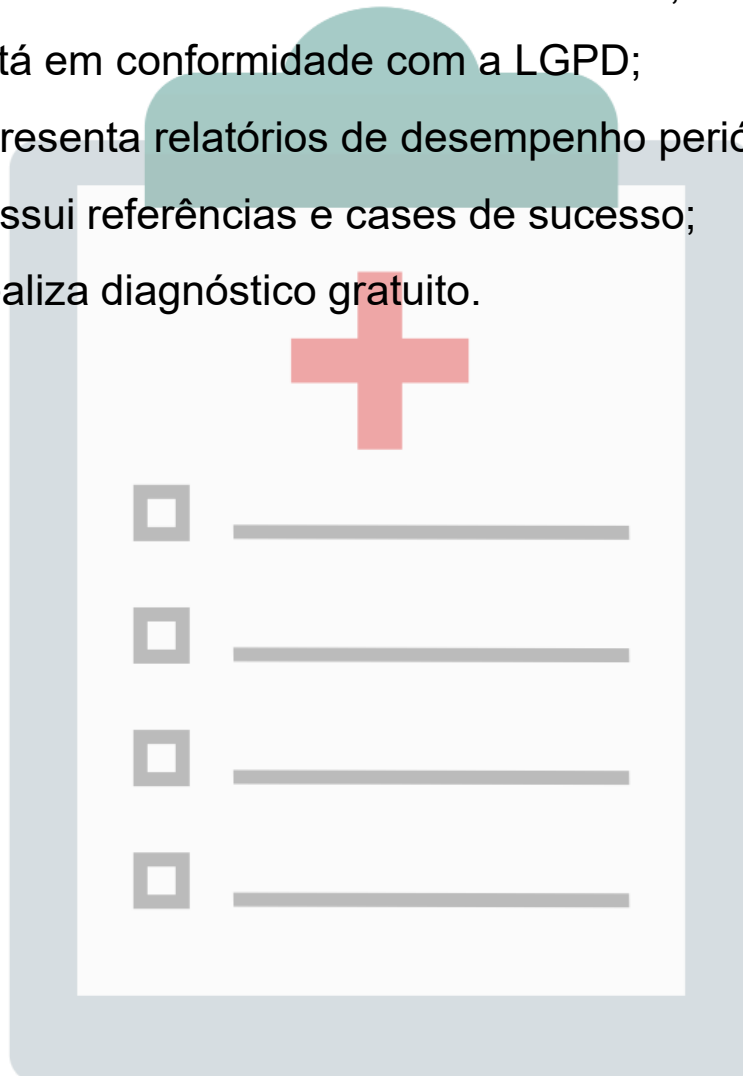 tá em conformidade com a LGPD;
resenta relatórios de desempenho perió
ssui referências e cases de sucesso;
aliza diagnóstico gratuito.